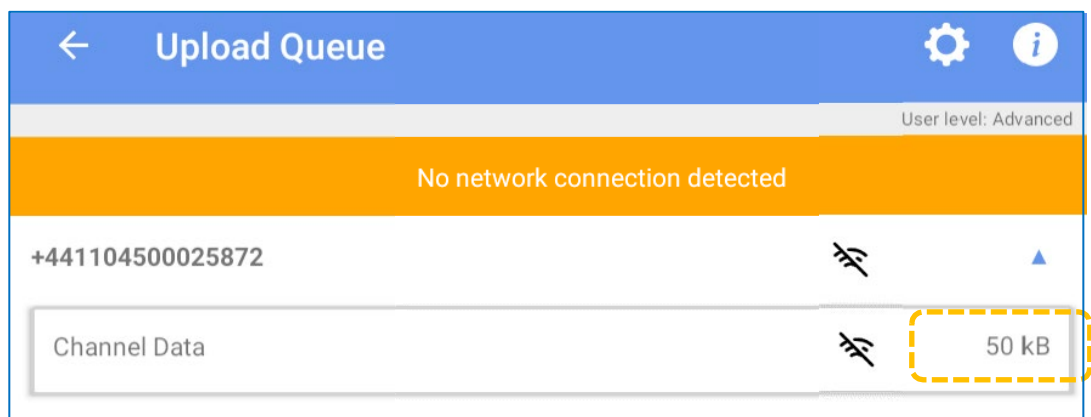 Upload Queue
User level: Advanced
No network connection detected
+441104500025872
Channel Data 50 kB